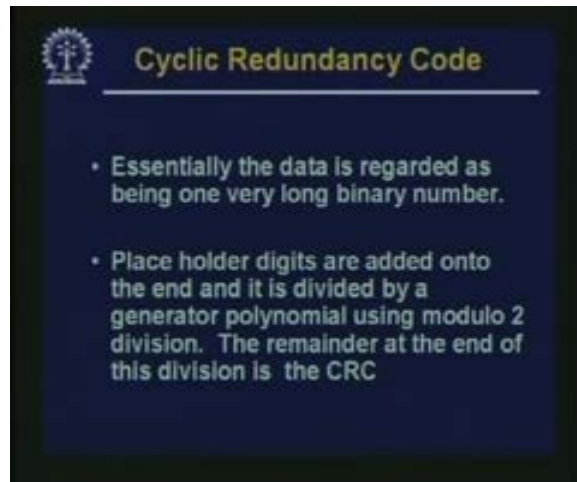 Cyclic Redundancy Code
• Essentially the data is regarded as
being one very long binary number.
• Place holder digits are added onto
the end and it is divided by a
generator polynomial using modulo 2
division. The remainder at the end of
this division is the CRC